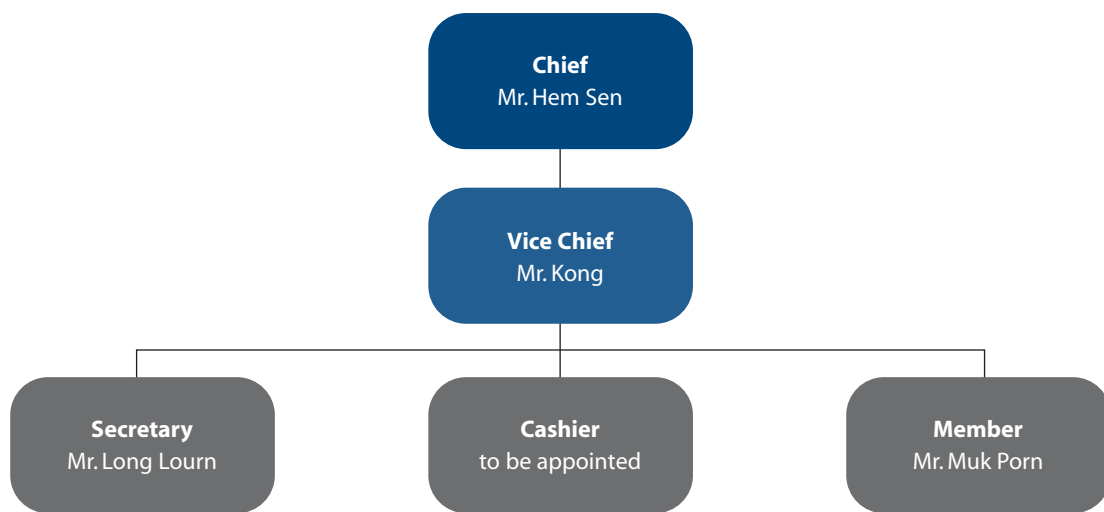 Chief
Mr. Hem Sen
Vice Chief
Mr. Kong
Secretary
Mr. Long Lourn
Cashier
to be appointed
Member
Mr. Muk Porn